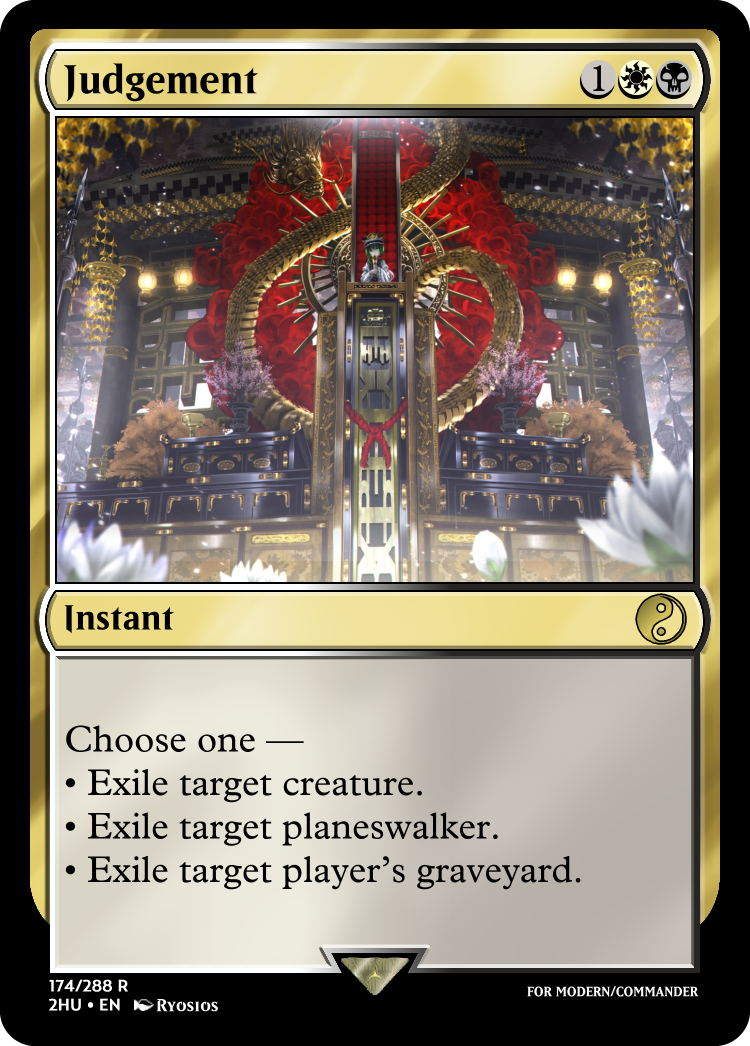 Judgement 1
Instant
Choose one —
• Exile target creature.
• Exile target planeswalker.
• Exile target player’s graveyard.
174/288 R
2HU • EN Ryosios
FOR MODERN/COMMANDER